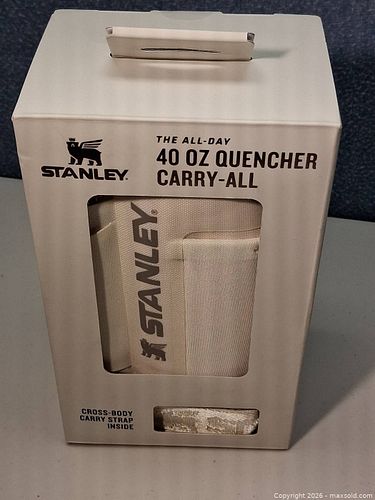 THE ALL-DAY
40 OZ QUENCHER
CARRY-ALL
STANLEY
STANLEY
CROSS-BODY
CARRY STRAP
INSIDE
Copyright 2026 - maxsold.com